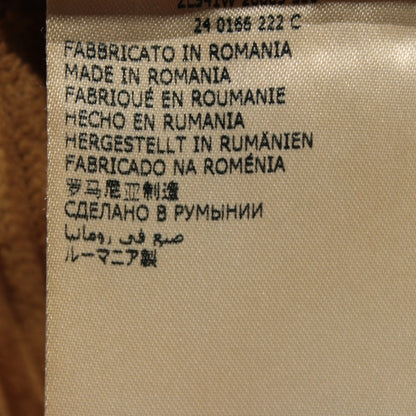 24 0166 222 C
FABBRICATO IN ROMANIA
MADE IN ROMANIA
FABRIQUÉ EN ROUMANIE
HECHO EN RUMANIA
HERGESTELLT IN RUMÄNIEN
FABRICADO NA ROMÉNIA
罗马尼亚制造
СДЕЛАНО В РУМЫНИИ
صنع في رومانيا
ルーマニア製